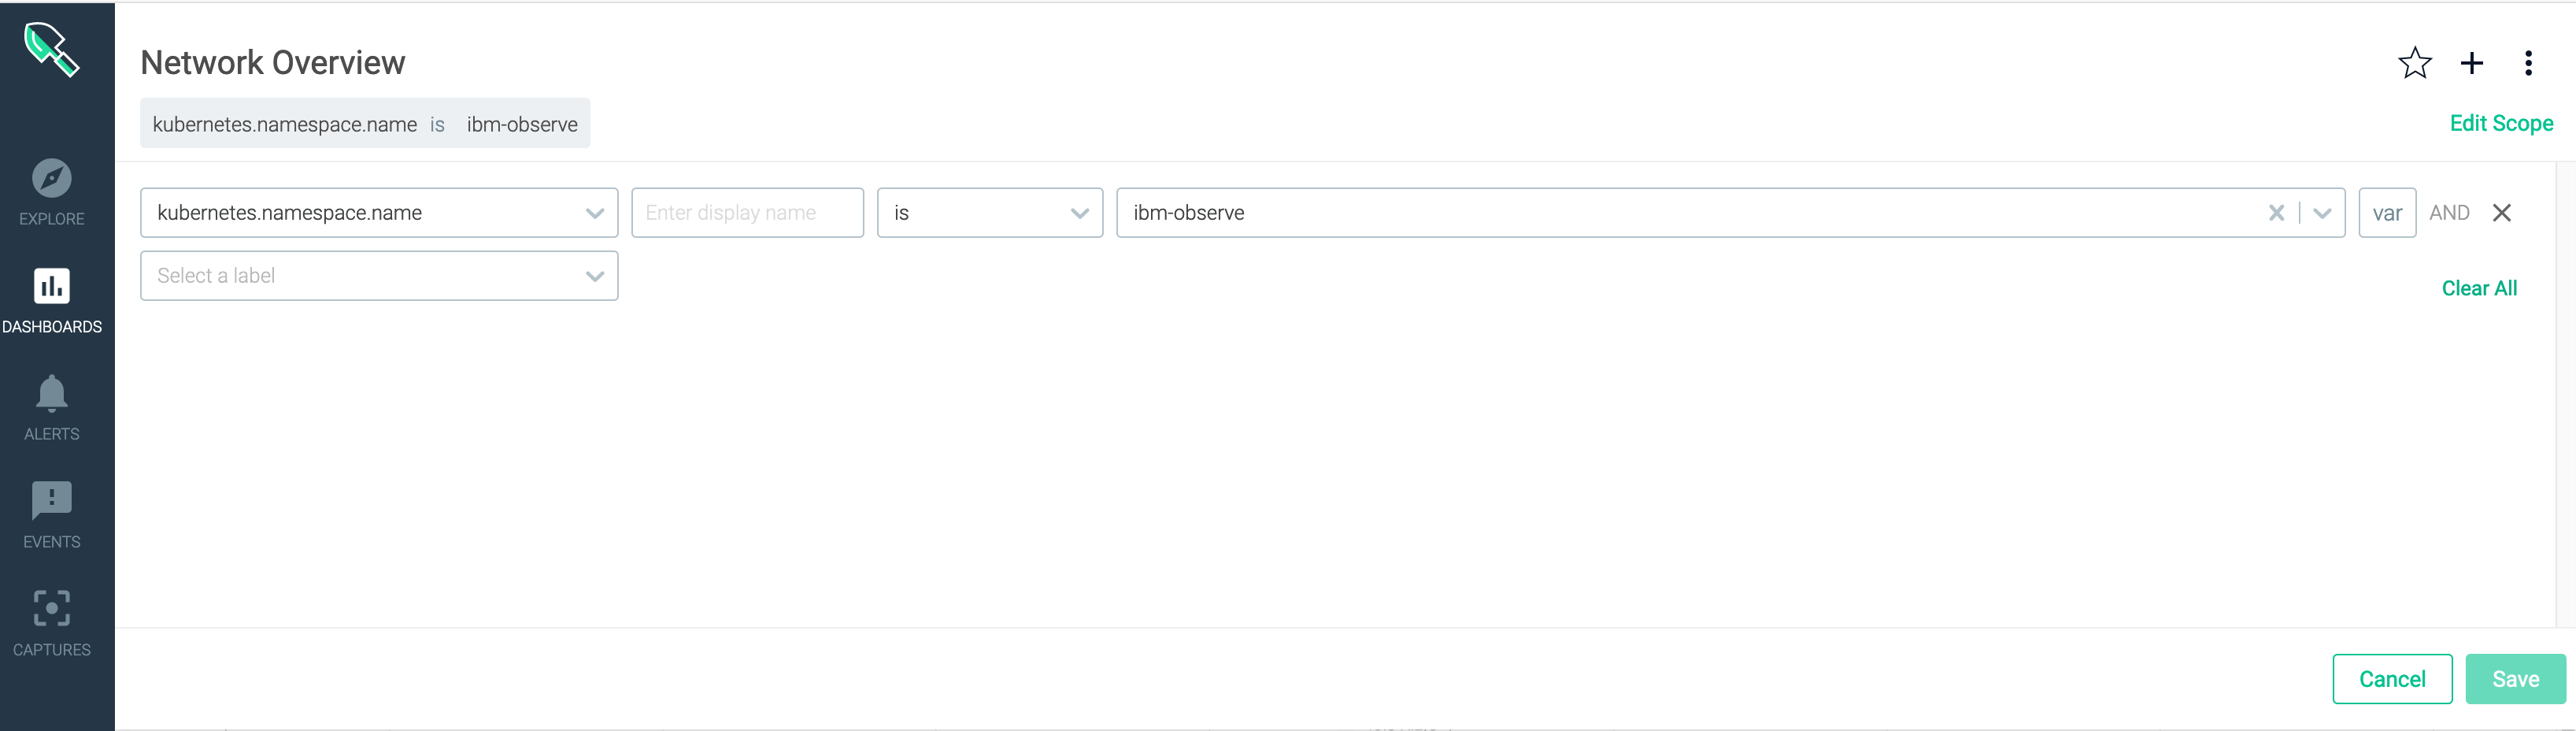 Network Overview
kubernetes.namespace.name is ibm-observe
Edit Scope
EXPLORE
DASHBOARDS
ALERTS
EVENTS
CAPTURES
kubernetes.namespace.name Enter display name is ibm-observe var AND
Select a label
Clear All
Cancel Save